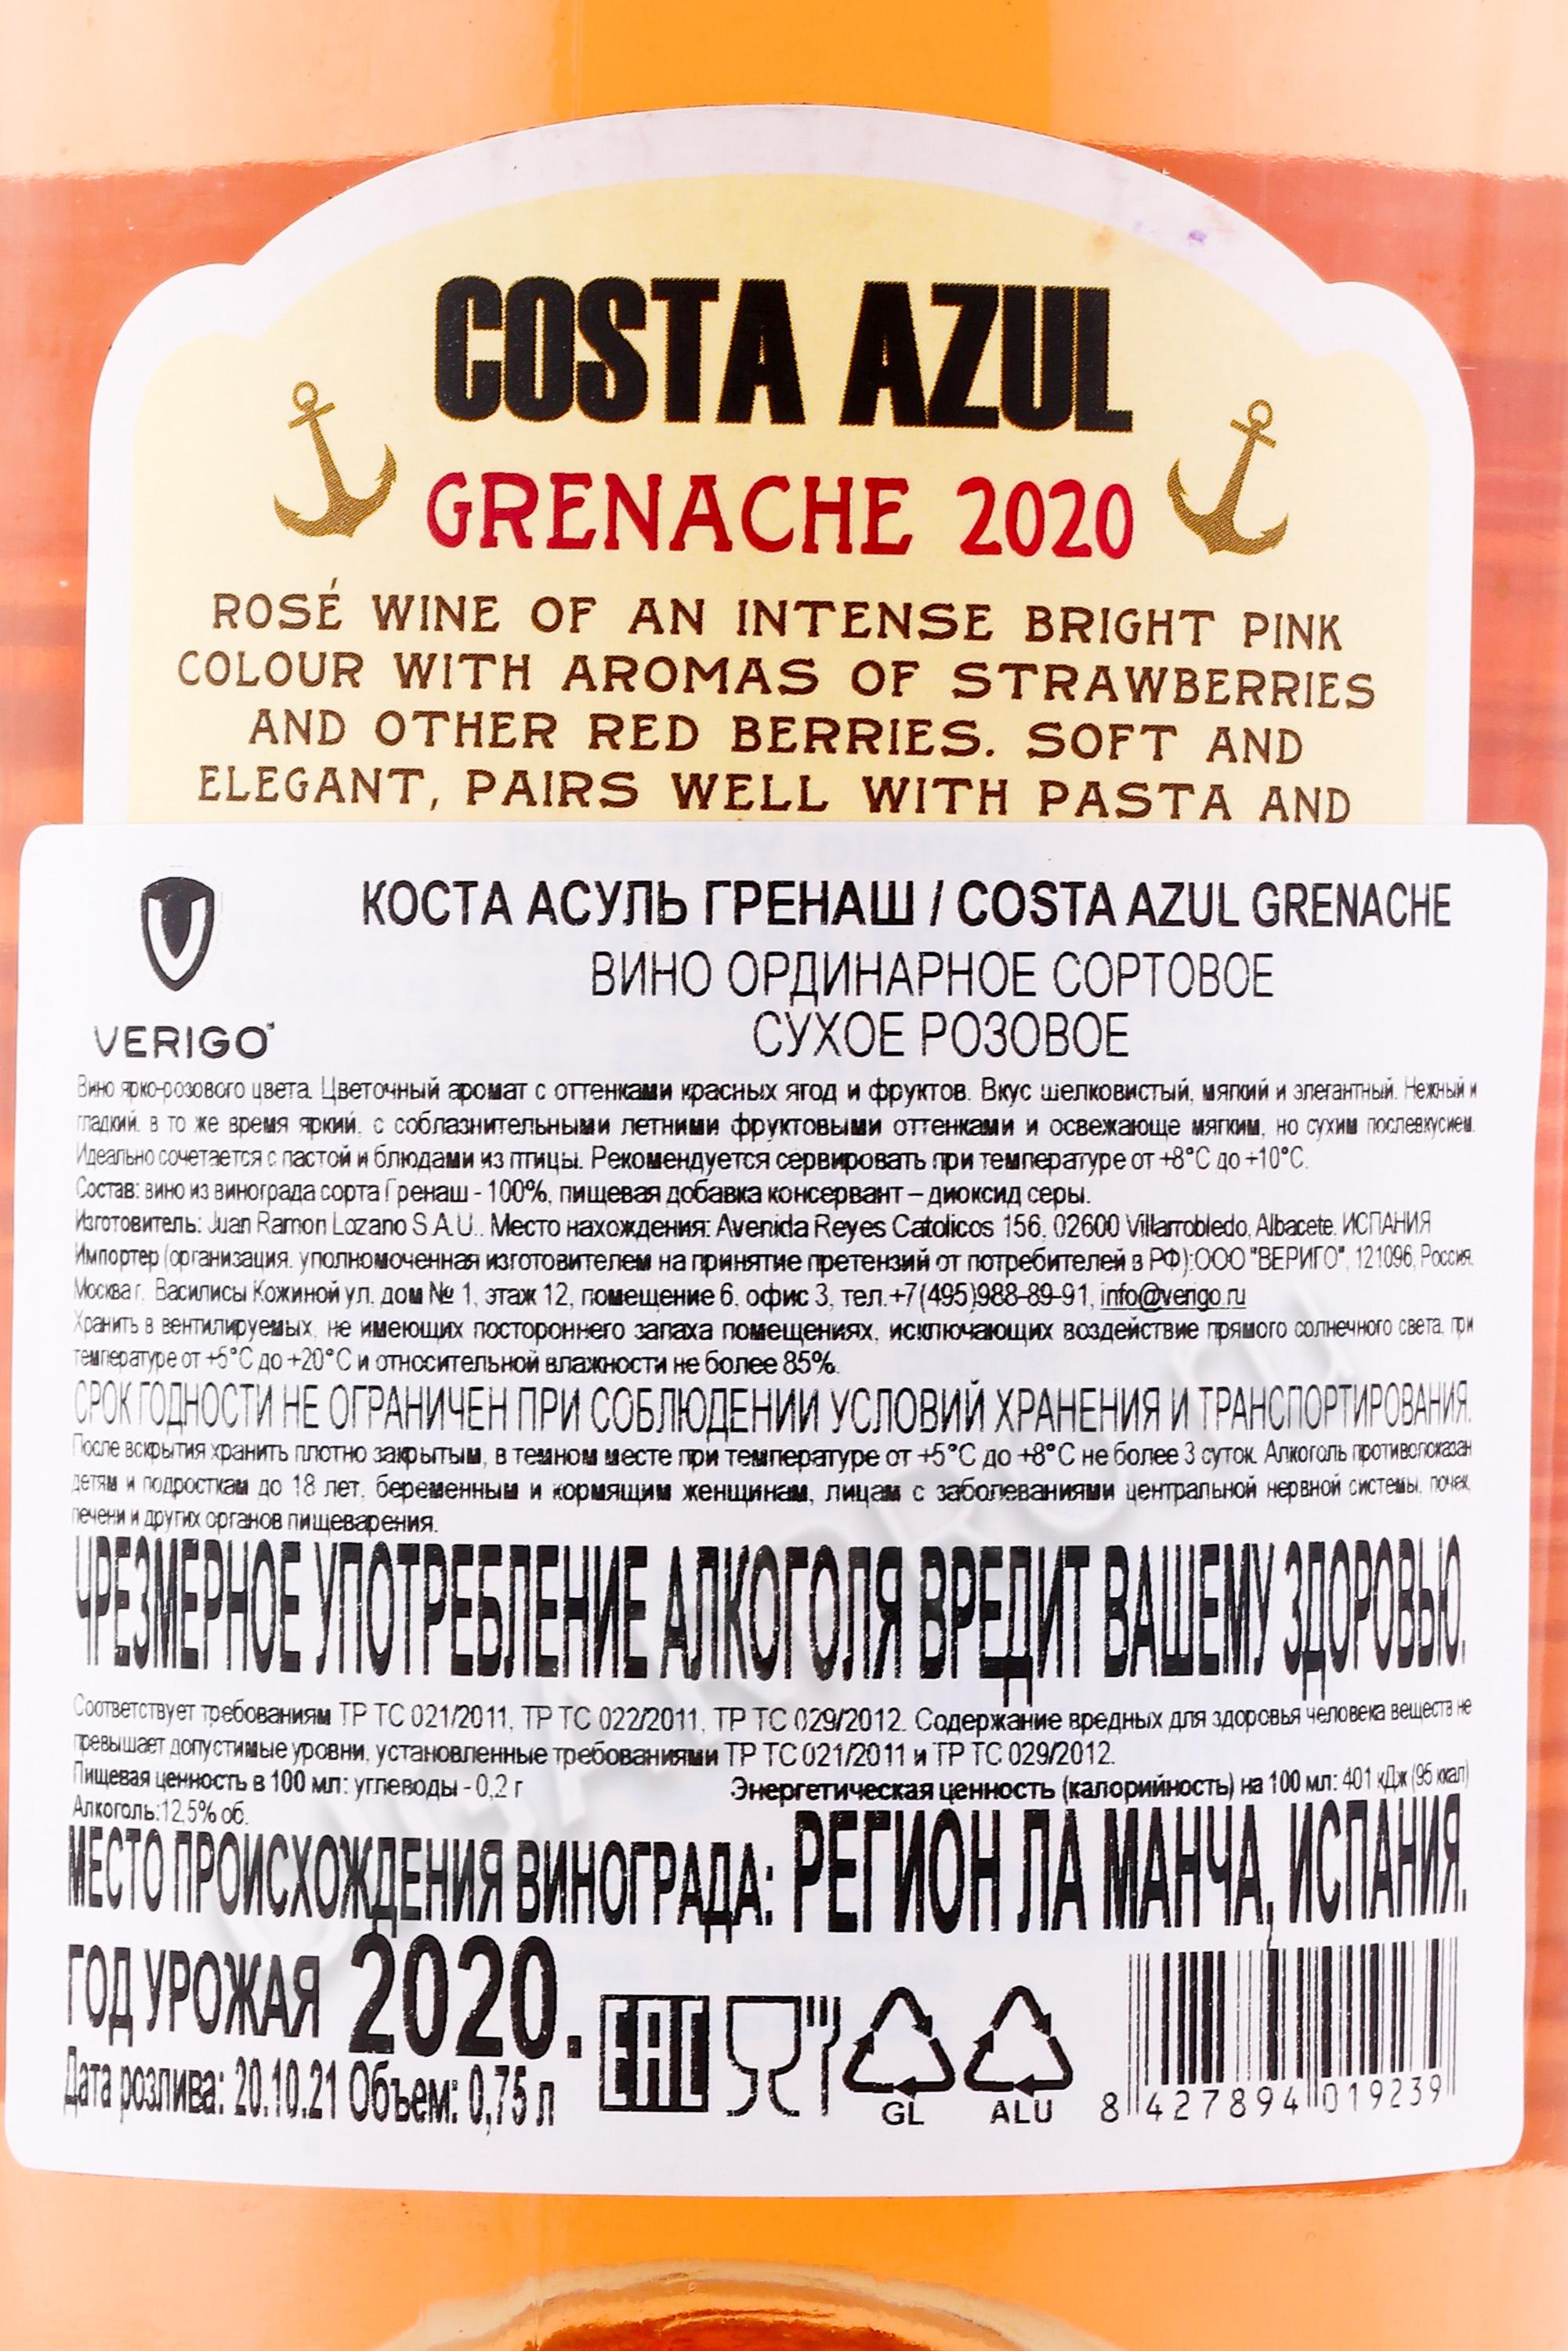 COSTA AZUL
GRENACHE 2020
ROSÉ WINE OF AN INTENSE BRIGHT PINK
COLOUR WITH AROMAS OF STRAWBERRIES
AND OTHER RED BERRIES. SOFT AND
ELEGANT, PAIRS WELL WITH PASTA AND
VERIGO
КОСТА АСУЛЬ ГРЕНАШ / COSTA AZUL GRENACHE
ВИНО ОРДИНАРНОЕ СОРТОВОЕ
СУХОЕ РОЗОВОЕ
Вино ярко-розового цвета. Цветочный аромат с оттенками красных ягод и фруктов. Вкус шелковистый, мягкий и элегантный. Нежный и
гладкий, в то же время яркий, с соблазнительными летними фруктовыми оттенками и освежающе мягким, но сухим послевкусием.
Идеально сочетается с пастой и блюдами из птицы. Рекомендуется сервировать при температуре от +8°C до +10°C.
Состав: вино из винограда сорта Гренаш - 100%, пищевая добавка консервант – диоксид серы.
Изготовитель: Juan Ramon Lozano S.A.U.. Место нахождения: Avenida Reyes Catolicos 156, 02600 Villarrobledo, Albacete, ИСПАНИЯ
Импортер (организация, уполномоченная изготовителем на принятие претензий от потребителей в РФ): ООО "ВЕРИГО", 121096, Россия,
Москва г, Василисы Кожиной ул, дом № 1, этаж 12, помещение 6, офис 3, тел.+7(495)988-89-91, info@verigo.ru
Хранить в вентилируемых, не имеющих постороннего запаха помещениях, исключающих воздействие прямого солнечного света, при
температуре от +5°C до +20°C и относительной влажности не более 85%.
СРОК ГОДНОСТИ НЕ ОГРАНИЧЕН ПРИ СОБЛЮДЕНИИ УСЛОВИЙ ХРАНЕНИЯ И ТРАНСПОРТИРОВАНИЯ.
После вскрытия хранить плотно закрытым, в темном месте при температуре от +5°C до +8°C не более 3 суток. Алкоголь противопоказан
детям и подросткам до 18 лет, беременным и кормящим женщинам, лицам с заболеваниями центральной нервной системы, почек,
печени и других органов пищеварения.
ЧРЕЗМЕРНОЕ УПОТРЕБЛЕНИЕ АЛКОГОЛЯ ВРЕДИТ ВАШЕМУ ЗДОРОВЬЮ.
Соответствует требованиям ТР ТС 021/2011, ТР ТС 022/2011, ТР ТС 029/2012. Содержание вредных для здоровья человека веществ не
превышает допустимые уровни, установленные требованиями ТР ТС 021/2011 и ТР ТС 029/2012.
Пищевая ценность в 100 мл: углеводы - 0,2 г Энергетическая ценность (калорийность) на 100 мл: 401 кДж (95 ккал)
Алкоголь:12,5% об.
МЕСТО ПРОИСХОЖДЕНИЯ ВИНОГРАДА: РЕГИОН ЛА МАНЧА, ИСПАНИЯ.
ГОД УРОЖАЯ 2020.
Дата розлива: 20.10.21 Объем: 0,75 л
EAC
GL
ALU
8 427894 019239